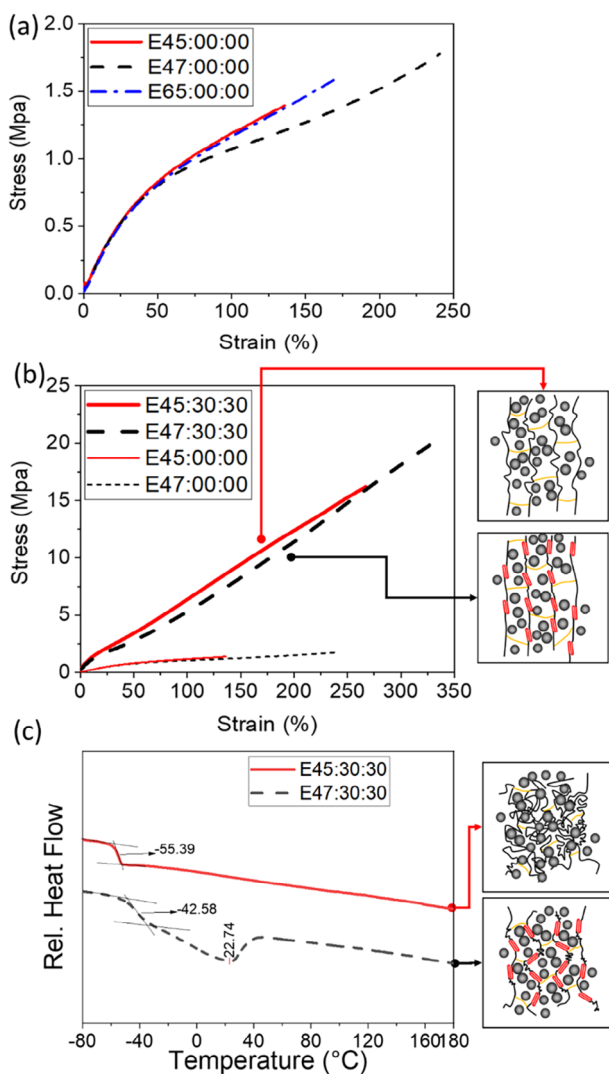 (a)
2.0
1.5
1.0
0.5
0.0
Stress (Mpa)
E45:00:00
E47:00:00
E65:00:00
0 50 100 150 200 250
Strain (%)
(b)
25
20
15
10
5
0
Stress (Mpa)
E45:30:30
E47:30:30
E45:00:00
E47:00:00
0 50 100 150 200 250 300 350
Strain (%)
(c)
Rel. Heat Flow
E45:30:30
E47:30:30
-55.39
-42.58
22.74
-80 -40 0 40 80 120 160 180
Temperature (°C)